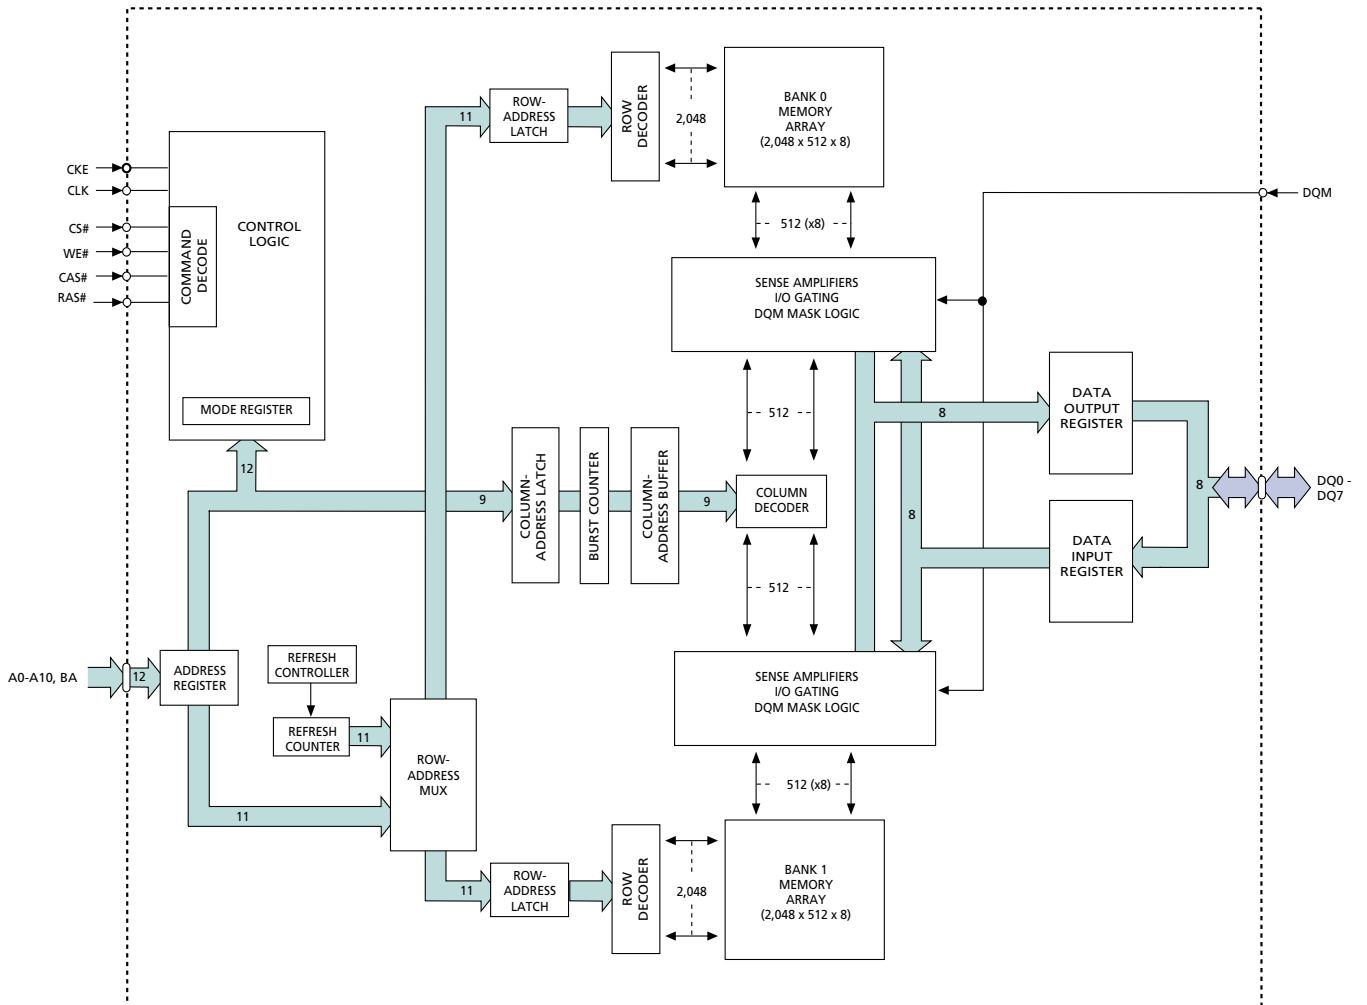 ROW-
ADDRESS
LATCH
11
ROW
DECODER
2,048
BANK 0
MEMORY
ARRAY
(2,048 x 512 x 8)
CKE
CLK
CS#
WE#
CAS#
RAS#
COMMAND
DECODE
CONTROL
LOGIC
MODE REGISTER
512 (x8)
DQM
SENSE AMPLIFIERS
I/O GATING
DQM MASK LOGIC
512
8
DATA
OUTPUT
REGISTER
12
9
COLUMN-
ADDRESS LATCH
BURST COUNTER
COLUMN-
ADDRESS BUFFER
9
COLUMN
DECODER
8
8
DQ0 -
DQ7
DATA
INPUT
REGISTER
512
A0-A10, BA
12
ADDRESS
REGISTER
REFRESH
CONTROLLER
REFRESH
COUNTER
11
ROW-
ADDRESS
MUX
11
SENSE AMPLIFIERS
I/O GATING
DQM MASK LOGIC
512 (x8)
11
ROW-
ADDRESS
LATCH
ROW
DECODER
2,048
BANK 1
MEMORY
ARRAY
(2,048 x 512 x 8)